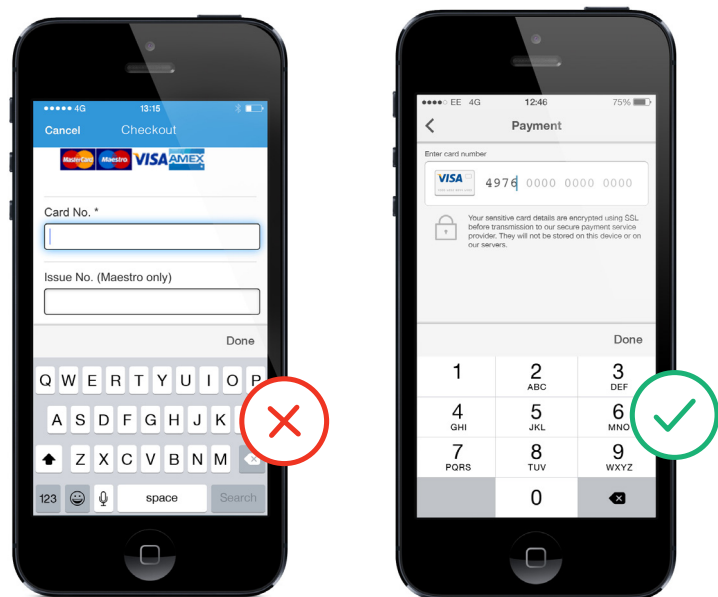 4G 13:15
Cancel Checkout
MasterCard Maestro VISA AMEX
Card No. *
Issue No. (Maestro only)
Done
Q W E R T Y U I O P
A S D F G H J K
Z X C V B N M
123 space Search
EE 4G 12:46 75%
Payment
Enter card number
VISA 4976 0000 0000 0000
Your sensitive card details are encrypted using SSL
before transmission to our secure payment service
provider. They will not be stored on this device or on
our servers.
Done
1 2 3
ABC DEF
4 5 6
GHI JKL MNO
7 8 9
PQRS TUV WXYZ
0